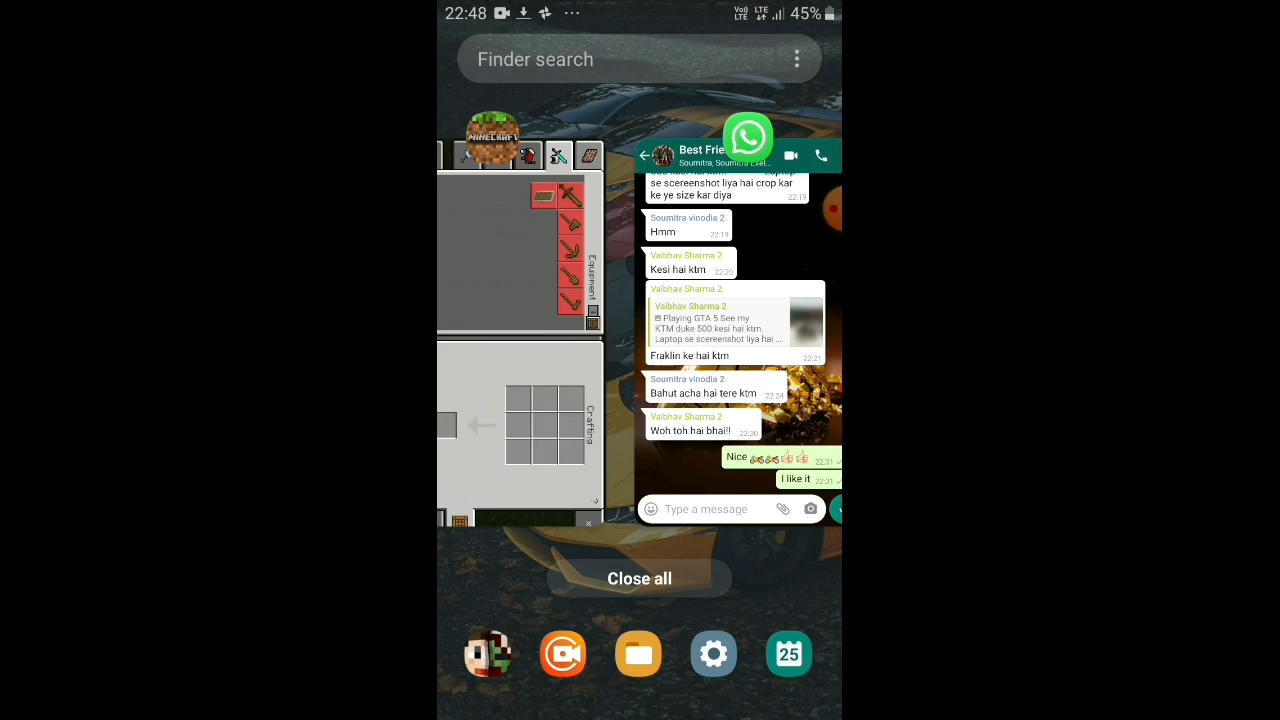 22:48
Vo)) LTE LTE 45%
Finder search
MINECRAFT
Equipment
Crafting
?
Best Frie
Soumitra, Soumitra
se scereenshot liya hai crop kar
ke ye size kar diya
22:19
Soumitra vinodia 2
Hmm 22:19
Vaibhav Sharma 2
Kesi hai ktm 22:20
Vaibhav Sharma 2
Vaibhav Sharma 2
Playing GTA 5 See my
KTM duke 500 kesi hai ktm.
Laptop se scereenshot liya hai ...
Fraklin ke hai ktm 22:21
Soumitra vinodia 2
Bahut acha hai tere ktm 22:24
Vaibhav Sharma 2
Woh toh hai bhai!! 22:30
Nice 22:31
I like it 22:31
Type a message
Close all
25